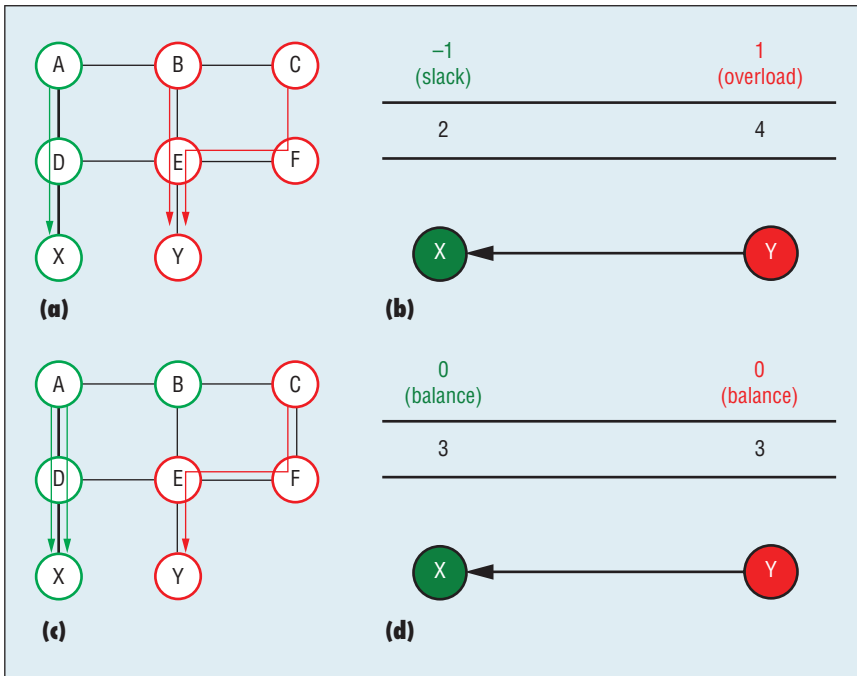 A B C
D E F
X Y
(a)
–1 1
(slack) (overload)
2 4
X Y
(b)
A B C
D E F
X Y
(c)
0 0
(balance) (balance)
3 3
X Y
(d)